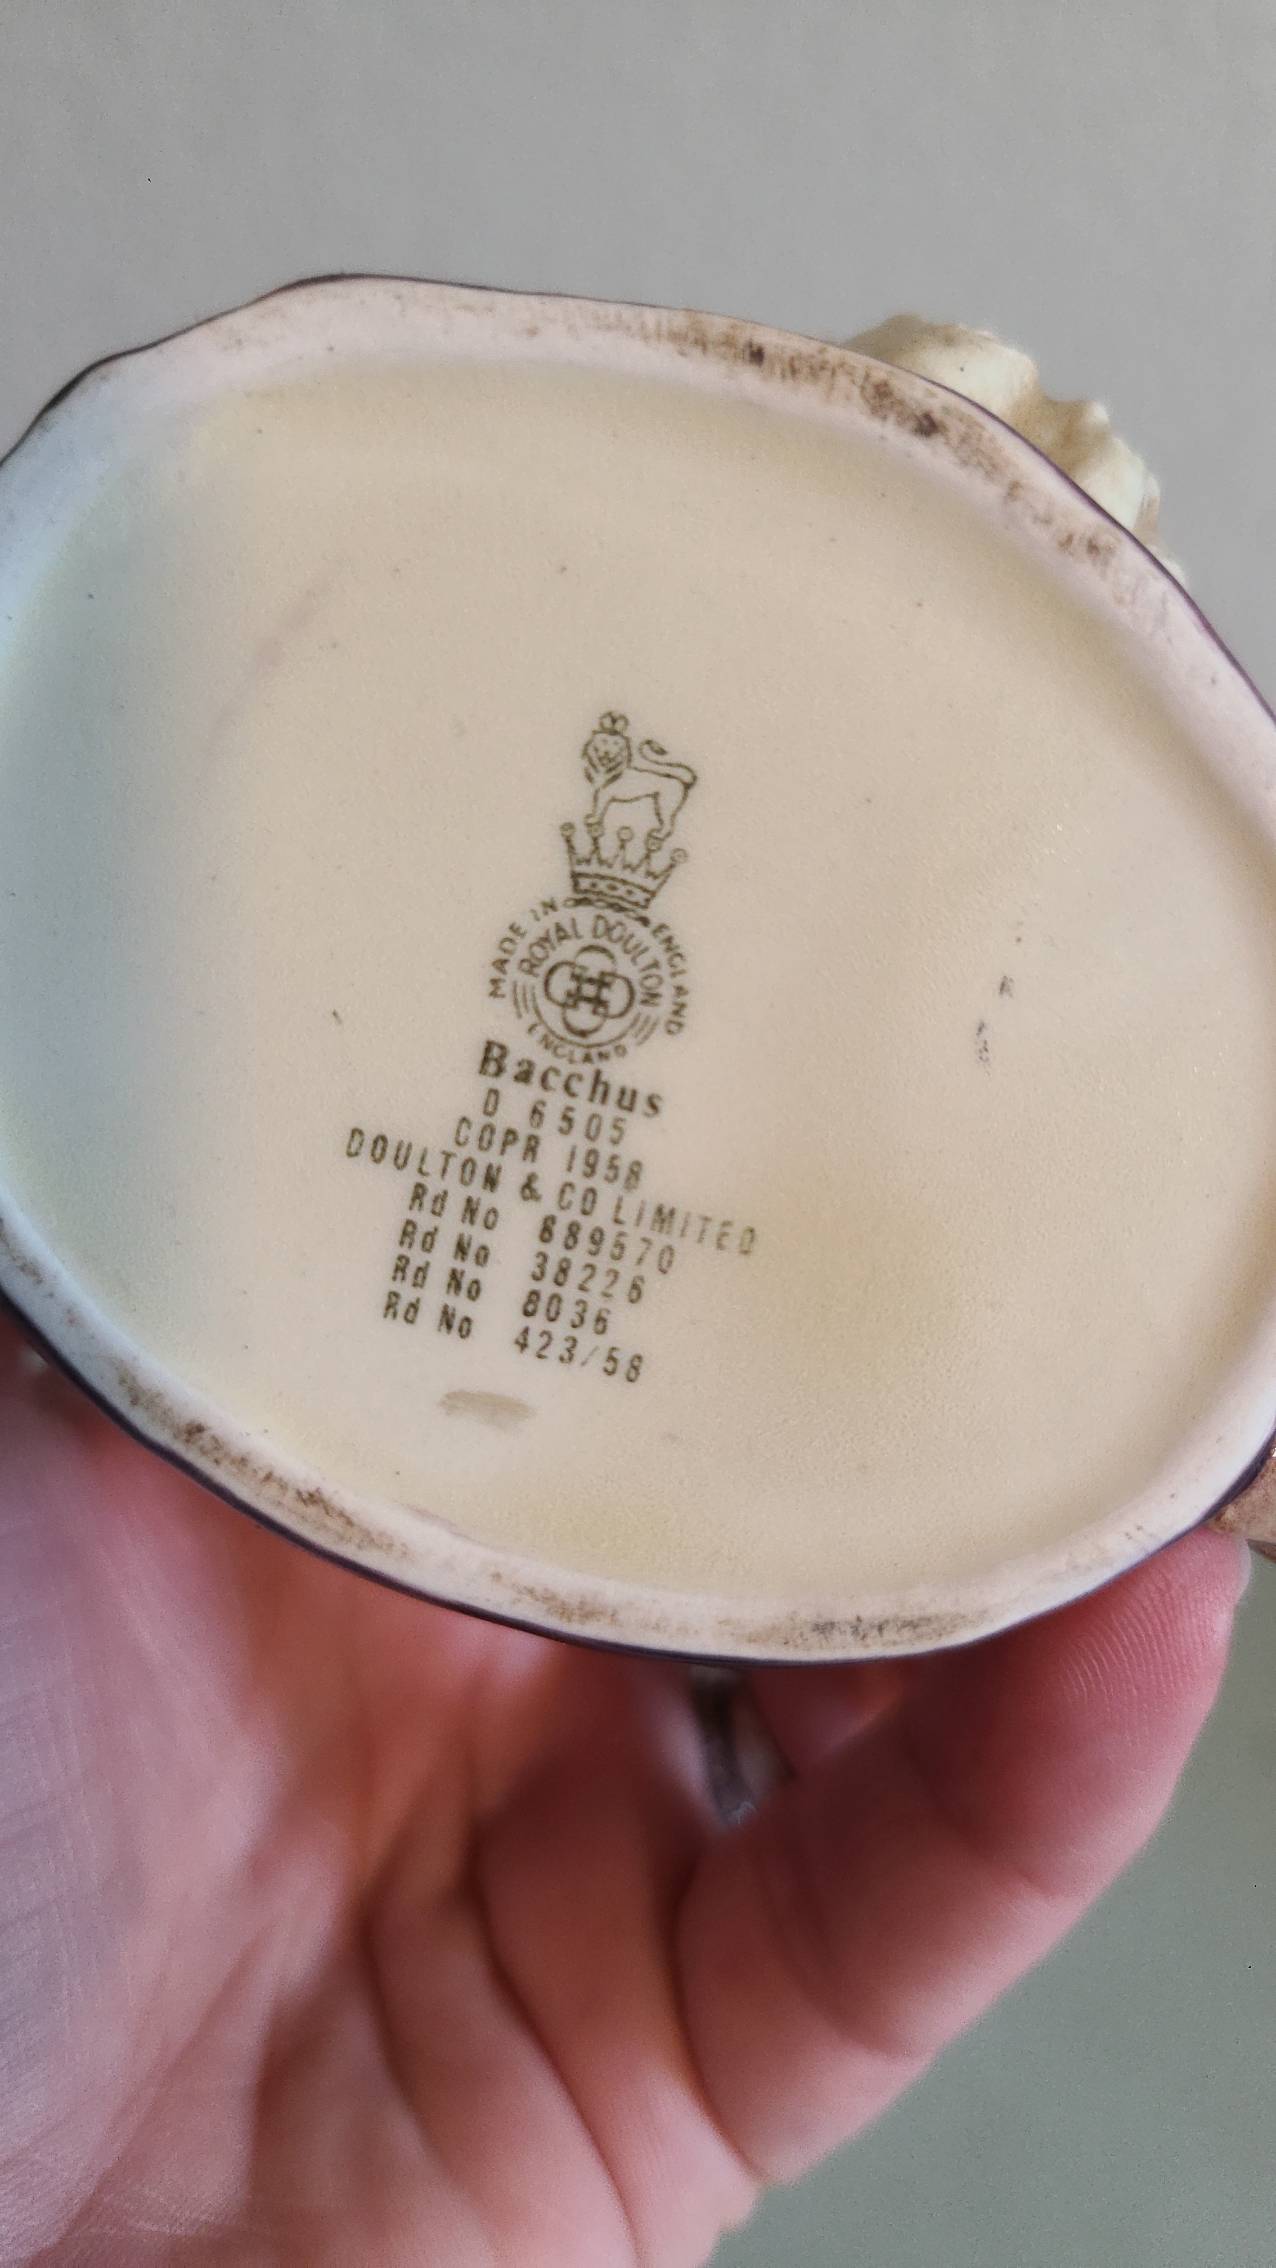 MADE IN ENGLAND
ROYAL DOULTON
ENGLAND
Bacchus
D 6505
COPR 1958
DOULTON & CO LIMITED
Rd No 889570
Rd No 38226
Rd No 8036
Rd No 423/58